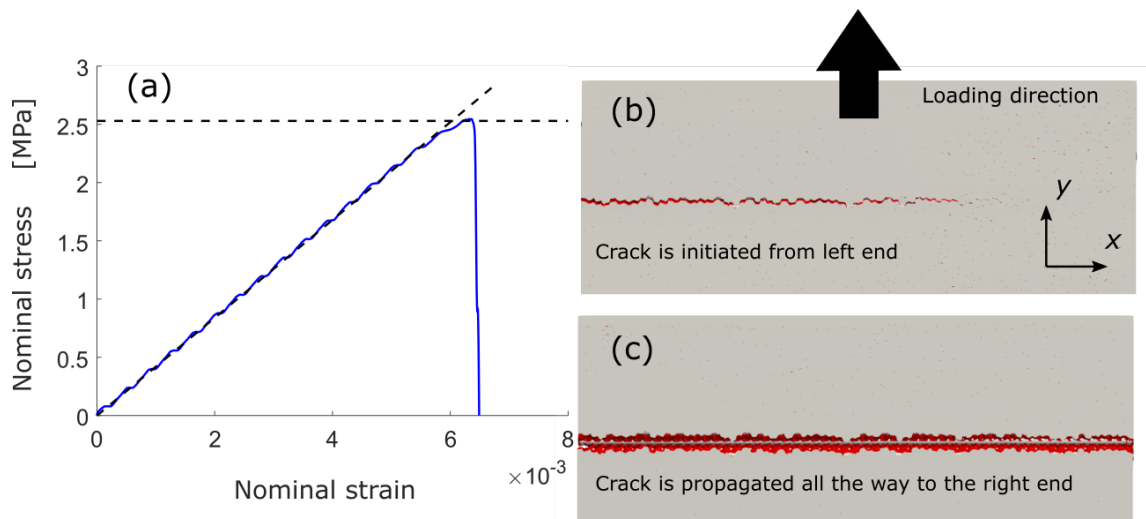 (a)
Nominal stress [MPa]
3
2.5
2
1.5
1
0.5
0
0 2 4 6 8
× 10⁻³
Nominal strain
(b)
Loading direction
y
x
Crack is initiated from left end
(c)
Crack is propagated all the way to the right end